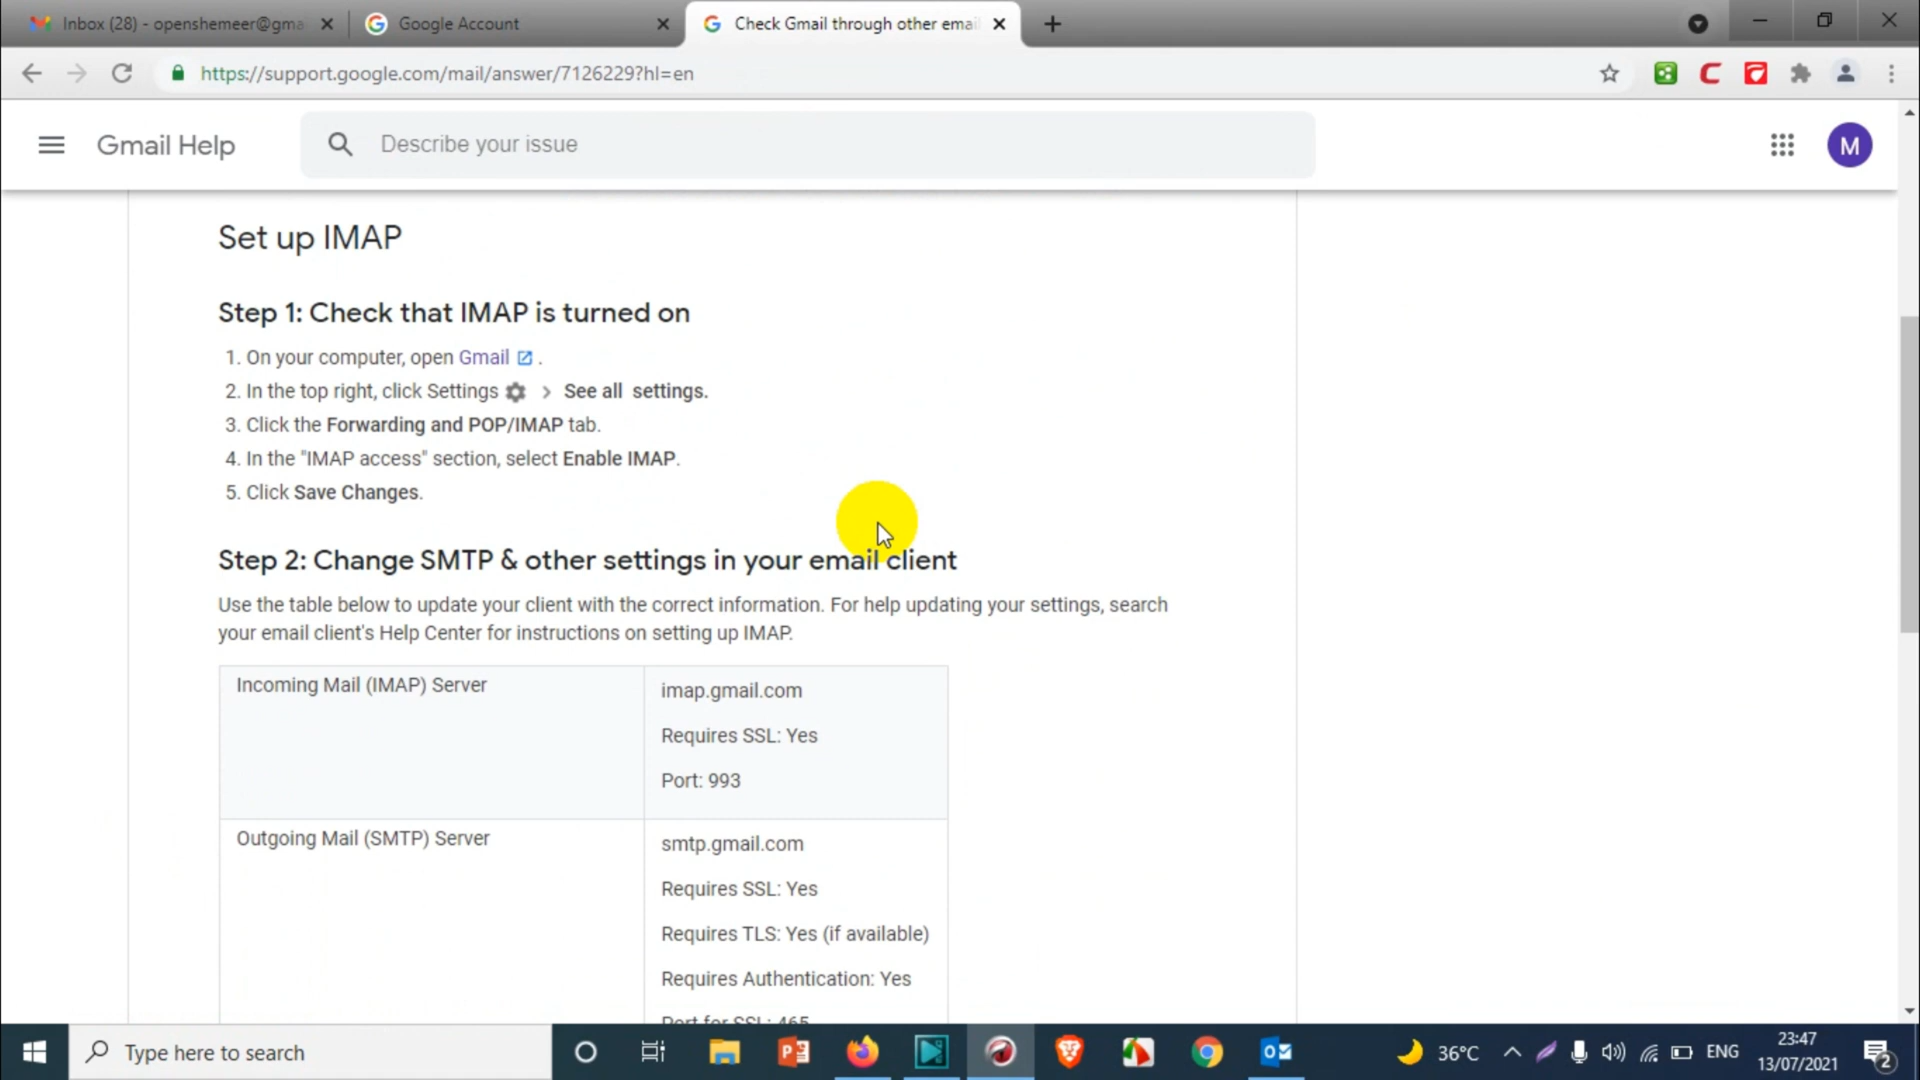 Inbox (28) - openshemeer@gma
Google Account
Check Gmail through other emai
https://support.google.com/mail/answer/7126229?hl=en
Gmail Help
Describe your issue
M
Set up IMAP
Step 1: Check that IMAP is turned on
1. On your computer, open Gmail .
2. In the top right, click Settings > See all settings.
3. Click the Forwarding and POP/IMAP tab.
4. In the "IMAP access" section, select Enable IMAP.
5. Click Save Changes.
Step 2: Change SMTP & other settings in your email client
Use the table below to update your client with the correct information. For help updating your settings, search
your email client's Help Center for instructions on setting up IMAP.
Incoming Mail (IMAP) Server
imap.gmail.com
Requires SSL: Yes
Port: 993
Outgoing Mail (SMTP) Server
smtp.gmail.com
Requires SSL: Yes
Requires TLS: Yes (if available)
Requires Authentication: Yes
Port for SSL: 465
Type here to search
36°C
ENG
23:47
13/07/2021
2